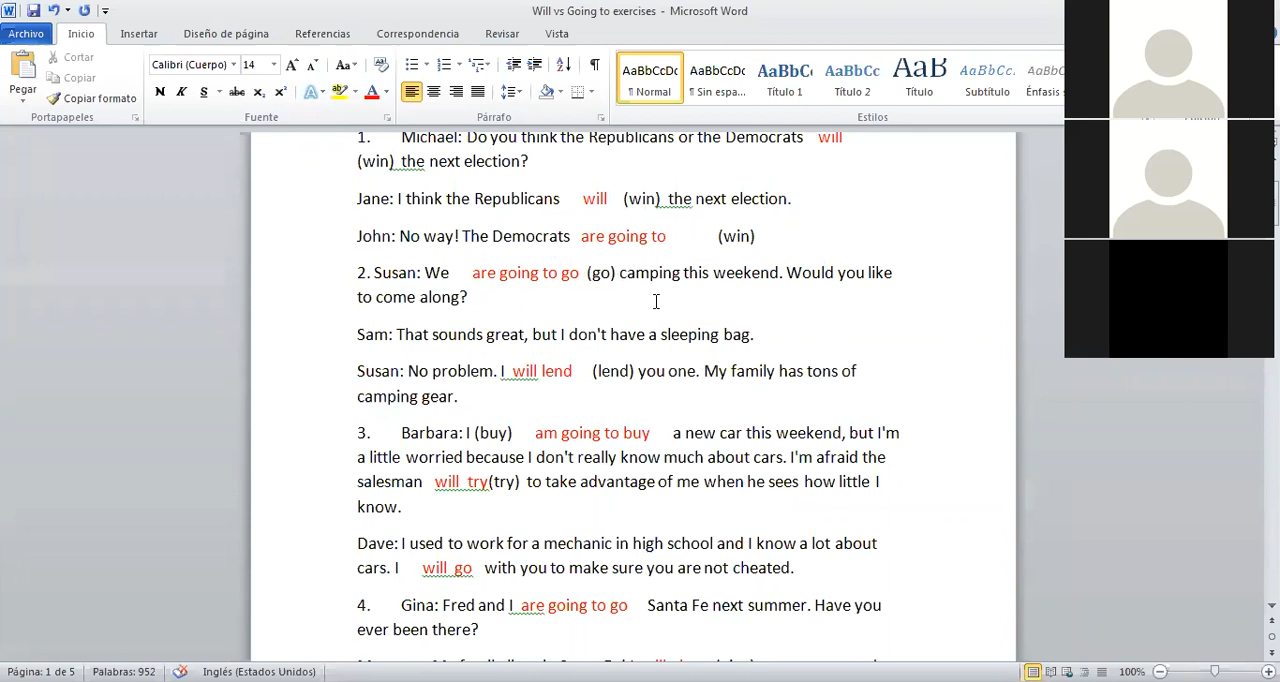 Will vs Going to exercises - Microsoft Word
Archivo Inicio Insertar Diseño de página Referencias Correspondencia Revisar Vista
Cortar
Copiar
Copiar formato
Pegar
Portapapeles
Calibri (Cuerpo) 14
Fuente
Párrafo
AaBbCcDc AaBbCcDc AaBbCc AaBbCc AaB AaBbCc.
¶ Normal ¶ Sin espa... Título 1 Título 2 Título Subtítulo Énfasis
Estilos
1. Michael: Do you think the Republicans or the Democrats will
(win) the next election?
Jane: I think the Republicans will (win) the next election.
John: No way! The Democrats are going to (win)
2. Susan: We are going to go (go) camping this weekend. Would you like
to come along?
Sam: That sounds great, but I don't have a sleeping bag.
Susan: No problem. I will lend (lend) you one. My family has tons of
camping gear.
3. Barbara: I (buy) am going to buy a new car this weekend, but I'm
a little worried because I don't really know much about cars. I'm afraid the
salesman will try(try) to take advantage of me when he sees how little I
know.
Dave: I used to work for a mechanic in high school and I know a lot about
cars. I will go with you to make sure you are not cheated.
4. Gina: Fred and I are going to go Santa Fe next summer. Have you
ever been there?
Página: 1 de 5 Palabras: 952 Inglés (Estados Unidos) 100%